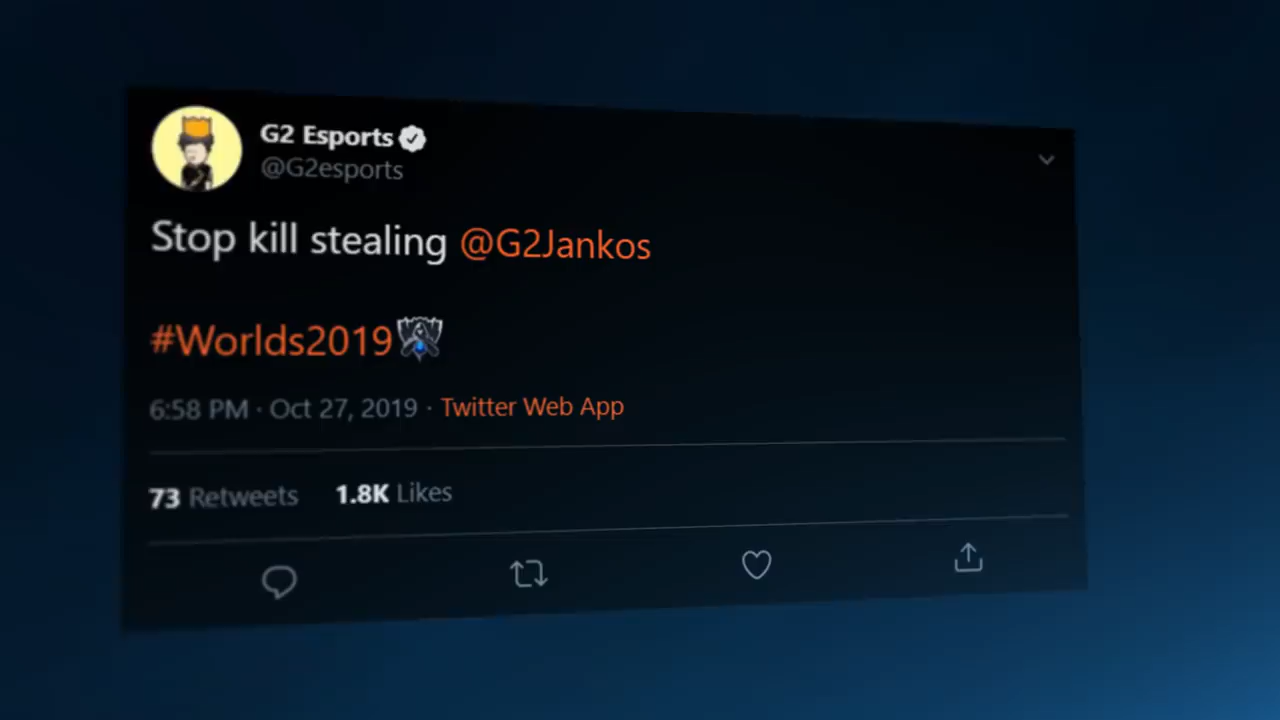 G2 Esports
@G2esports
Stop kill stealing @G2Jankos
#Worlds2019
6:58 PM · Oct 27, 2019 · Twitter Web App
73 Retweets 1.8K Likes